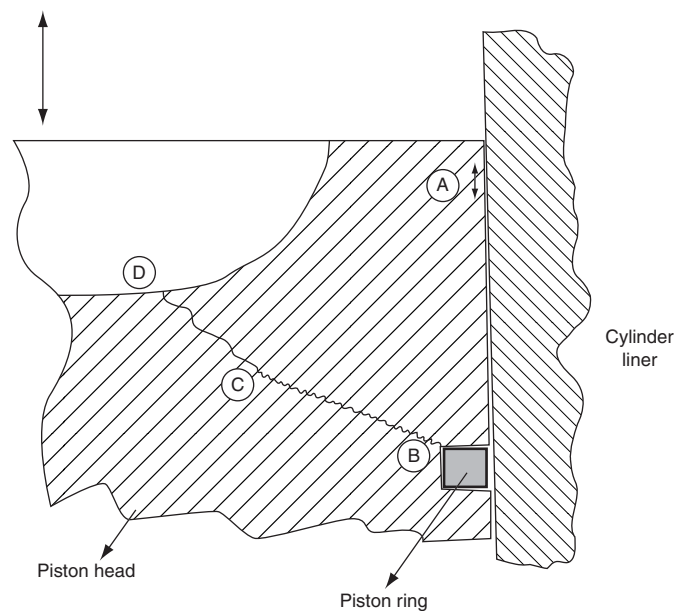 A
D
Cylinder
liner
C
B
Piston head
Piston ring